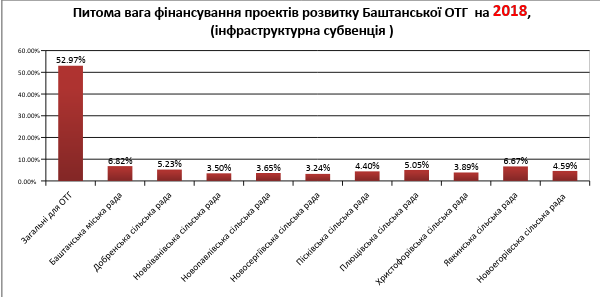 Питома вага фінансування проектів розвитку Баштанської ОТГ на 2018,
(інфраструктурна субвенція )
60.00%
50.00%
40.00%
30.00%
20.00%
10.00%
0.00%
52.97%
6.82%
5.23%
3.50%
3.65%
3.24%
4.40%
5.05%
3.89%
6.67%
4.59%
Загальні для ОТГ
Баштанська міська рада
Добренська сільська рада
Новоіванівська сільська рада
Новопавлівська сільська рада
Новосергіївська сільська рада
Пісківська сільська рада
Плющівська сільська рада
Христофорівська сільська рада
Явкинська сільська рада
Новоегорівська сільська рада